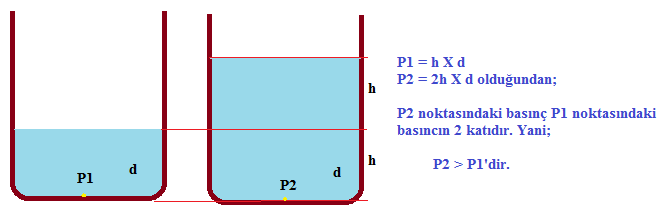 P1 = h X d
P2 = 2h X d olduğundan;
P2 noktasındaki basınç P1 noktasındaki
basıncın 2 katıdır. Yani;
P2 > P1'dir.
h
h
P1
d
P2
d